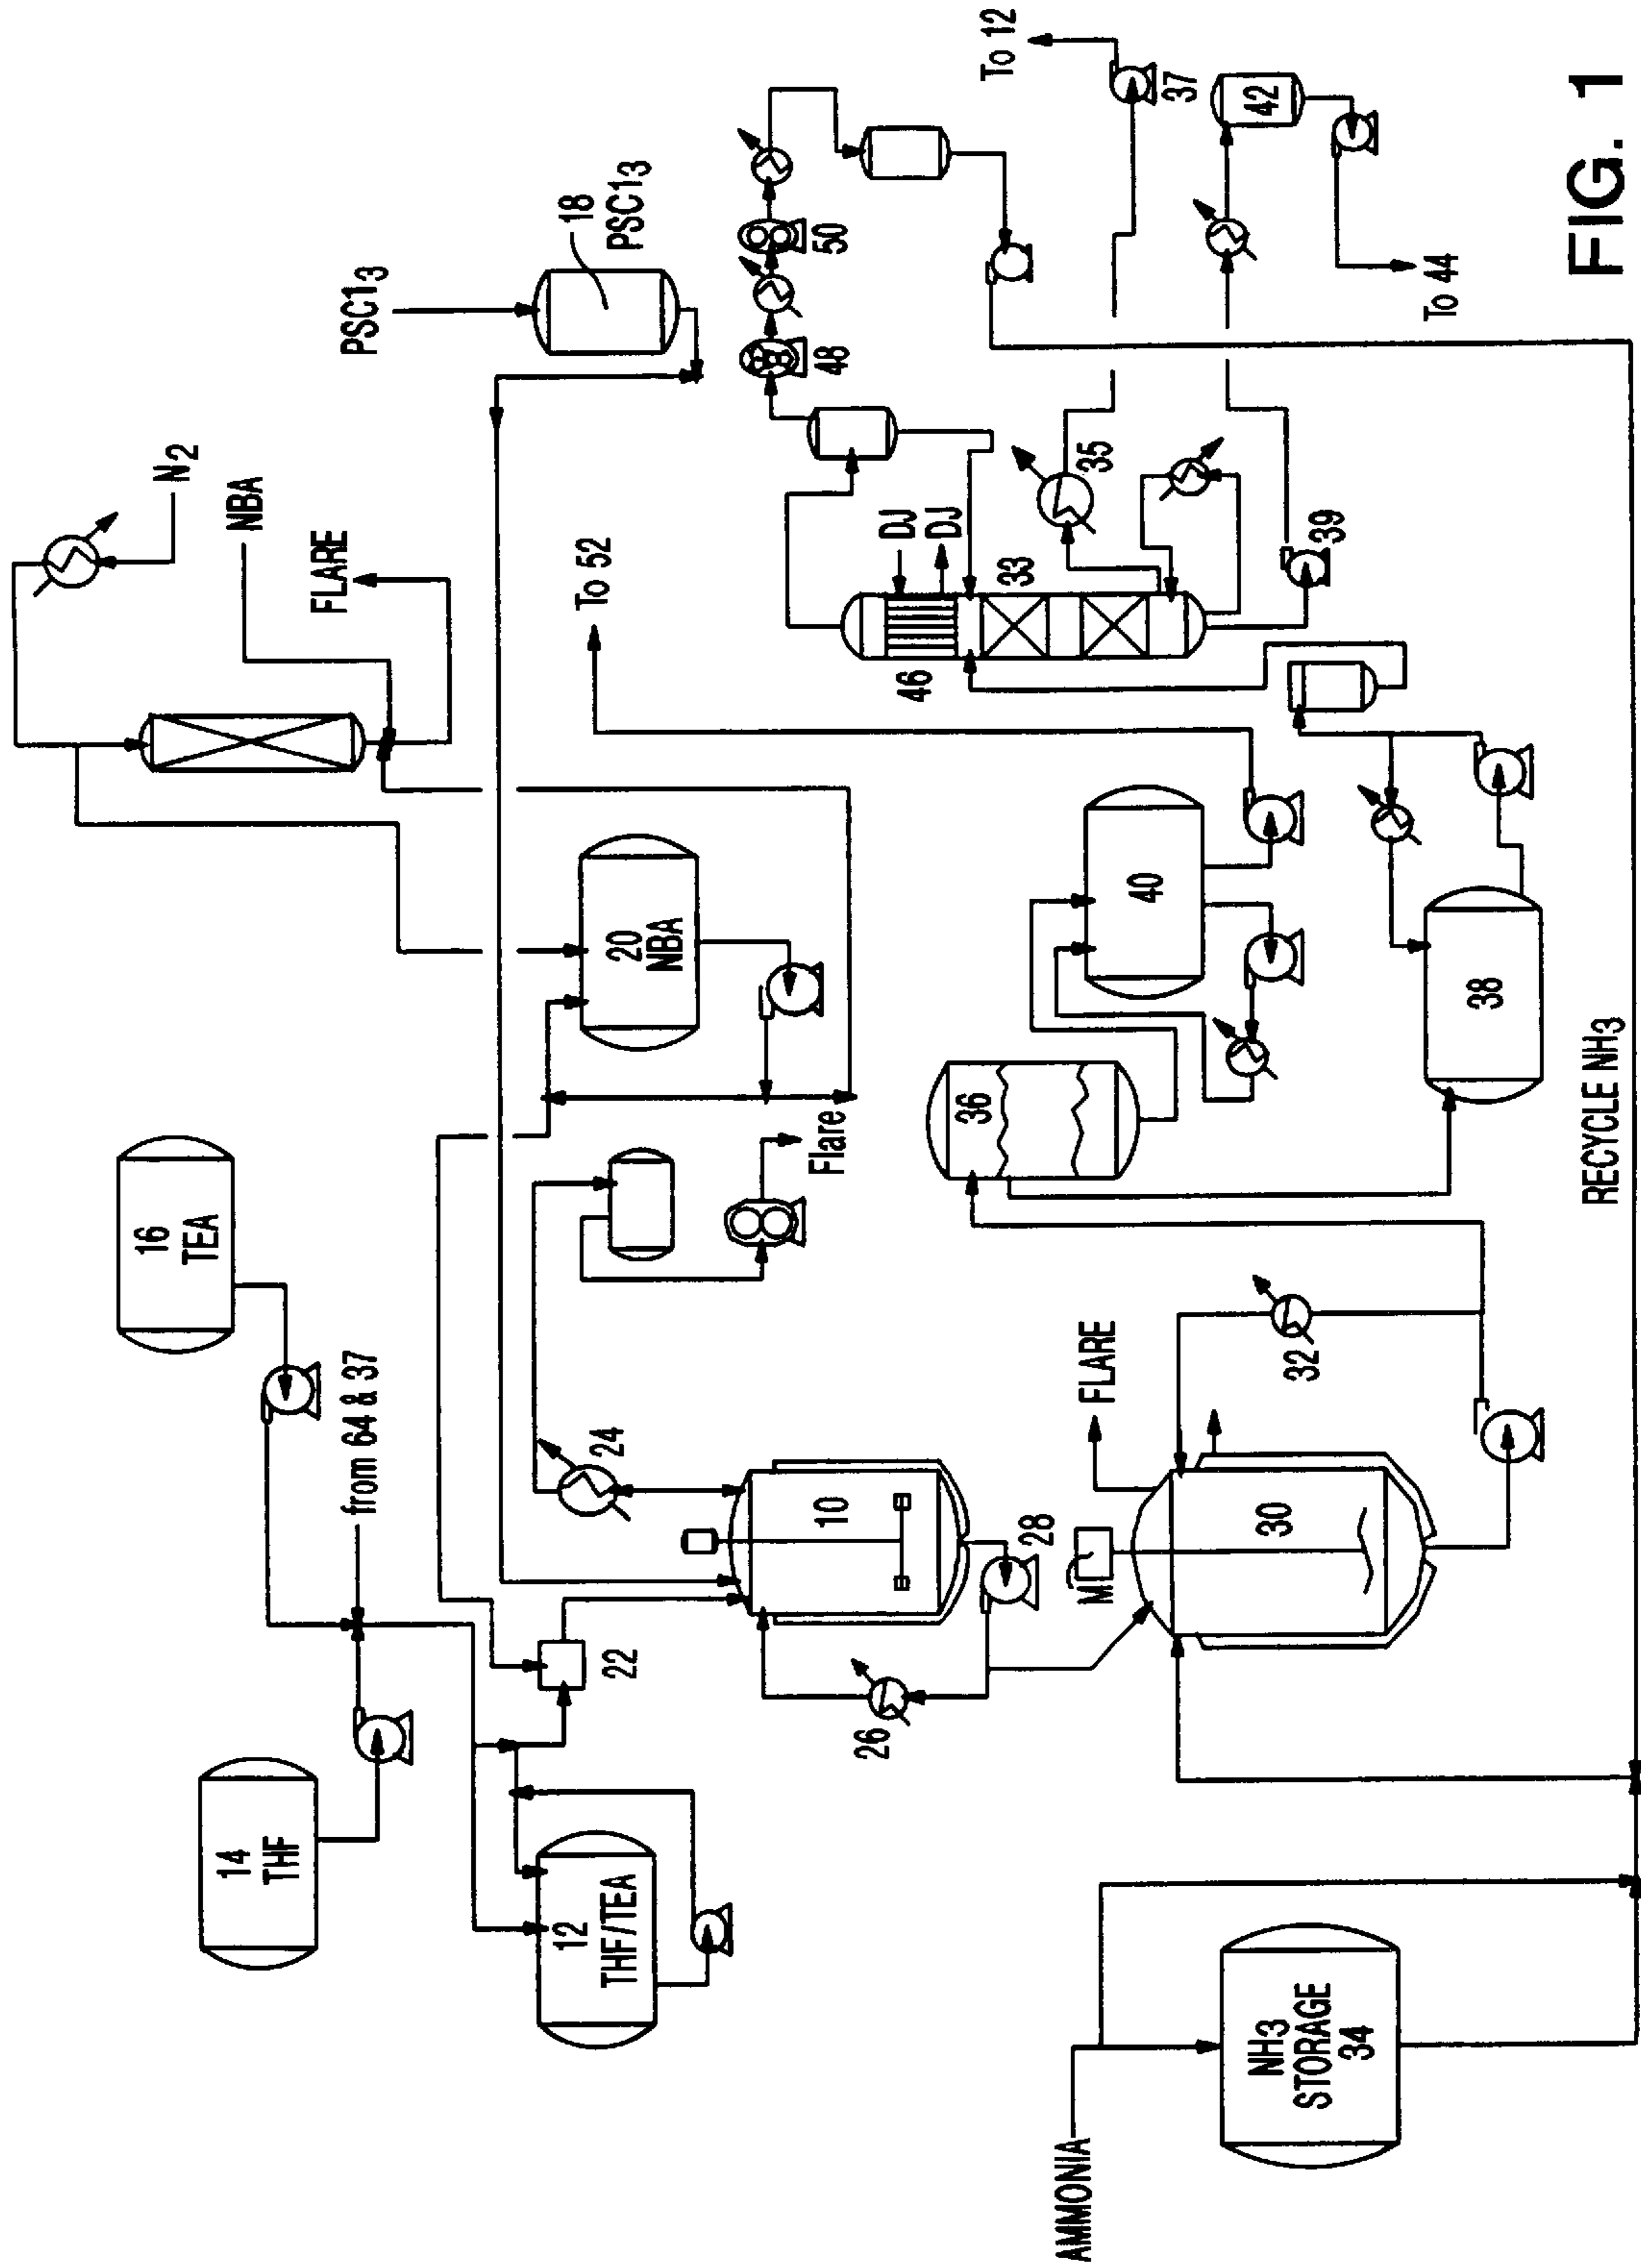 16
TEA
14
THF
from 64 & 37
12
THF/TEA
22
24
10
26
28
20
NBA
Flare
N2
NBA
FLARE
PSC13
18
PSC13
To 52
AMMONIA
NH3
STORAGE
34
M
30
FLARE
32
36
40
38
46
DJ
DJ
33
48
50
35
39
To 12
37
42
To 44
RECYCLE NH3
FIG. 1